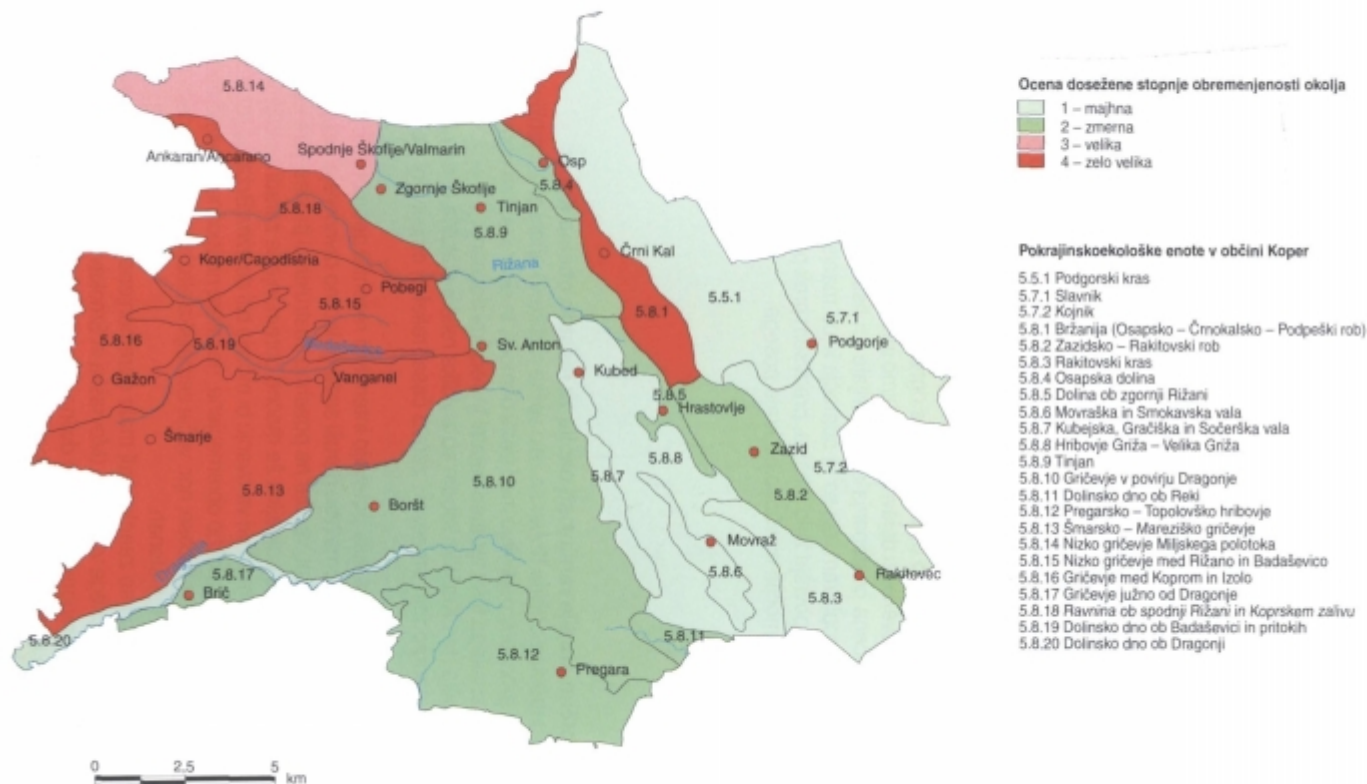 5.8.14
Ankaran/Ancarano
Spodnje Škofije/Valmarin
Osp
Zgornje Škofije
5.8.4
5.8.18
Tinjan
5.8.9
Črni Kal
Koper/Capodistria
Rižana
Pobegi
5.8.15
5.8.1
5.5.1
5.7.1
5.8.16
5.8.19
Sv. Anton
Podgorje
Gažon
Vanganel
Kubed
5.8.5
Hrastovlje
Šmarje
Zazid
5.8.8
5.7.2
5.8.7
5.8.13
5.8.10
5.8.2
Boršt
Movraž
5.8.6
5.8.17
Brič
Rakitovec
5.8.3
5.8.20
5.8.11
5.8.12
Pregara
0 2,5 5 km
Ocena dosežene stopnje obremenjenosti okolja
1 – majhna
2 – zmerna
3 – velika
4 – zelo velika
Pokrajinskoekološke enote v občini Koper
5.5.1 Podgorski kras
5.7.1 Slavnik
5.7.2 Kojnik
5.8.1 Bržanija (Osapsko – Črnokalsko – Podpeški rob)
5.8.2 Zazidsko – Rakitovski rob
5.8.3 Rakitovski kras
5.8.4 Osapska dolina
5.8.5 Dolina ob zgornji Rižani
5.8.6 Movraška in Smokavska vala
5.8.7 Kubejska, Gračiška in Sočerška vala
5.8.8 Hribovje Griža – Velika Griža
5.8.9 Tinjan
5.8.10 Gričevje v povirju Dragonje
5.8.11 Dolinsko dno ob Reki
5.8.12 Pregarsko – Topolovško hribovje
5.8.13 Šmarsko – Mareziško gričevje
5.8.14 Nizko gričevje Miljskega polotoka
5.8.15 Nizko gričevje med Rižano in Badaševico
5.8.16 Gričevje med Koprom in Izolo
5.8.17 Gričevje južno od Dragonje
5.8.18 Ravnina ob spodnji Rižani in Koprskem zalivu
5.8.19 Dolinsko dno ob Badaševici in pritokih
5.8.20 Dolinsko dno ob Dragonji